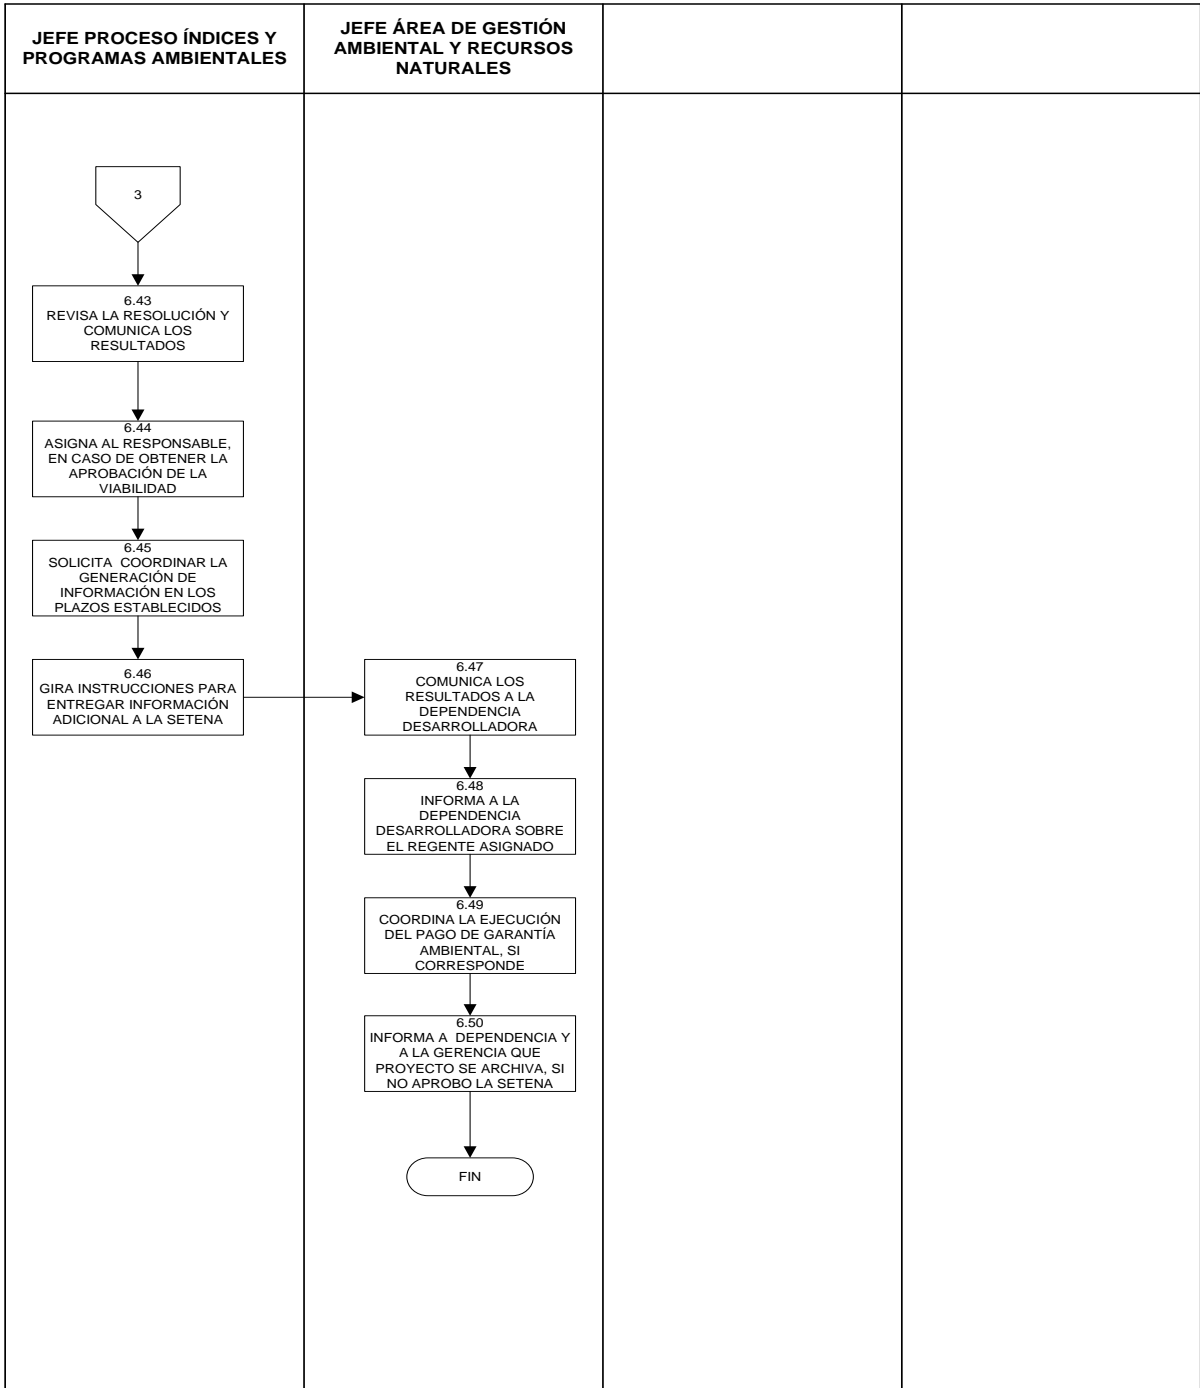 JEFE PROCESO ÍNDICES Y
PROGRAMAS AMBIENTALES
JEFE ÁREA DE GESTIÓN
AMBIENTAL Y RECURSOS
NATURALES
3
6.43
REVISA LA RESOLUCIÓN Y
COMUNICA LOS
RESULTADOS
6.44
ASIGNA AL RESPONSABLE,
EN CASO DE OBTENER LA
APROBACIÓN DE LA
VIABILIDAD
6.45
SOLICITA COORDINAR LA
GENERACIÓN DE
INFORMACIÓN EN LOS
PLAZOS ESTABLECIDOS
6.46
GIRA INSTRUCCIONES PARA
ENTREGAR INFORMACIÓN
ADICIONAL A LA SETENA
6.47
COMUNICA LOS
RESULTADOS A LA
DEPENDENCIA
DESARROLLADORA
6.48
INFORMA A LA
DEPENDENCIA
DESARROLLADORA SOBRE
EL REGENTE ASIGNADO
6.49
COORDINA LA EJECUCIÓN
DEL PAGO DE GARANTÍA
AMBIENTAL, SI
CORRESPONDE
6.50
INFORMA A DEPENDENCIA Y
A LA GERENCIA QUE
PROYECTO SE ARCHIVA, SI
NO APROBO LA SETENA
FIN